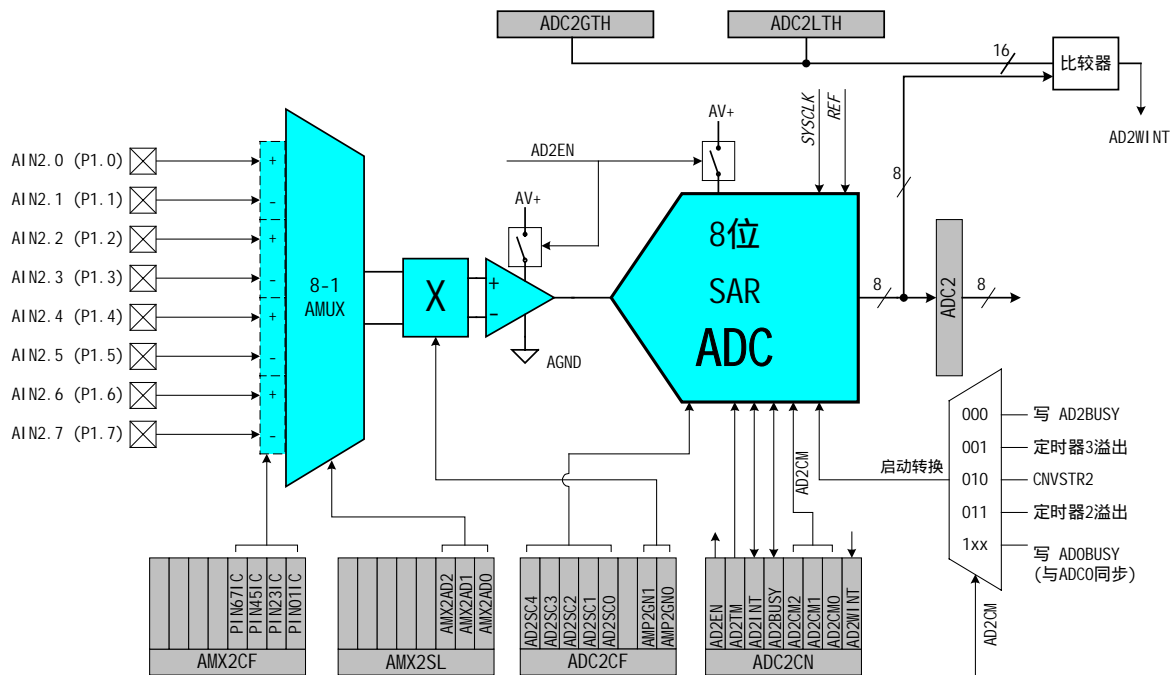 ADC2GTH
ADC2LTH
16
比较器
AD2WINT
SYSCLK
REF
AV+
AD2EN
AV+
AIN2.0 (P1.0)
AIN2.1 (P1.1)
AIN2.2 (P1.2)
AIN2.3 (P1.3)
AIN2.4 (P1.4)
AIN2.5 (P1.5)
AIN2.6 (P1.6)
AIN2.7 (P1.7)
+
-
+
-
+
-
+
-
8-1
AMUX
X
+
-
AGND
8位
SAR
ADC
8
8
ADC2
8
启动转换
AD2CM
000
写 AD2BUSY
001
定时器3溢出
010
CNVSTR2
011
定时器2溢出
1xx
写 AD0BUSY
(与ADC0同步)
AD2CM
PIN67IC
PIN45IC
PIN23IC
PIN01IC
AMX2CF
AMX2AD2
AMX2AD1
AMX2AD0
AMX2SL
AD2SC4
AD2SC3
AD2SC2
AD2SC1
AD2SC0
AMP2GN1
AMP2GN0
ADC2CF
AD2EN
AD2TM
AD2INT
AD2BUSY
AD2CM2
AD2CM1
AD2CM0
AD2WINT
ADC2CN